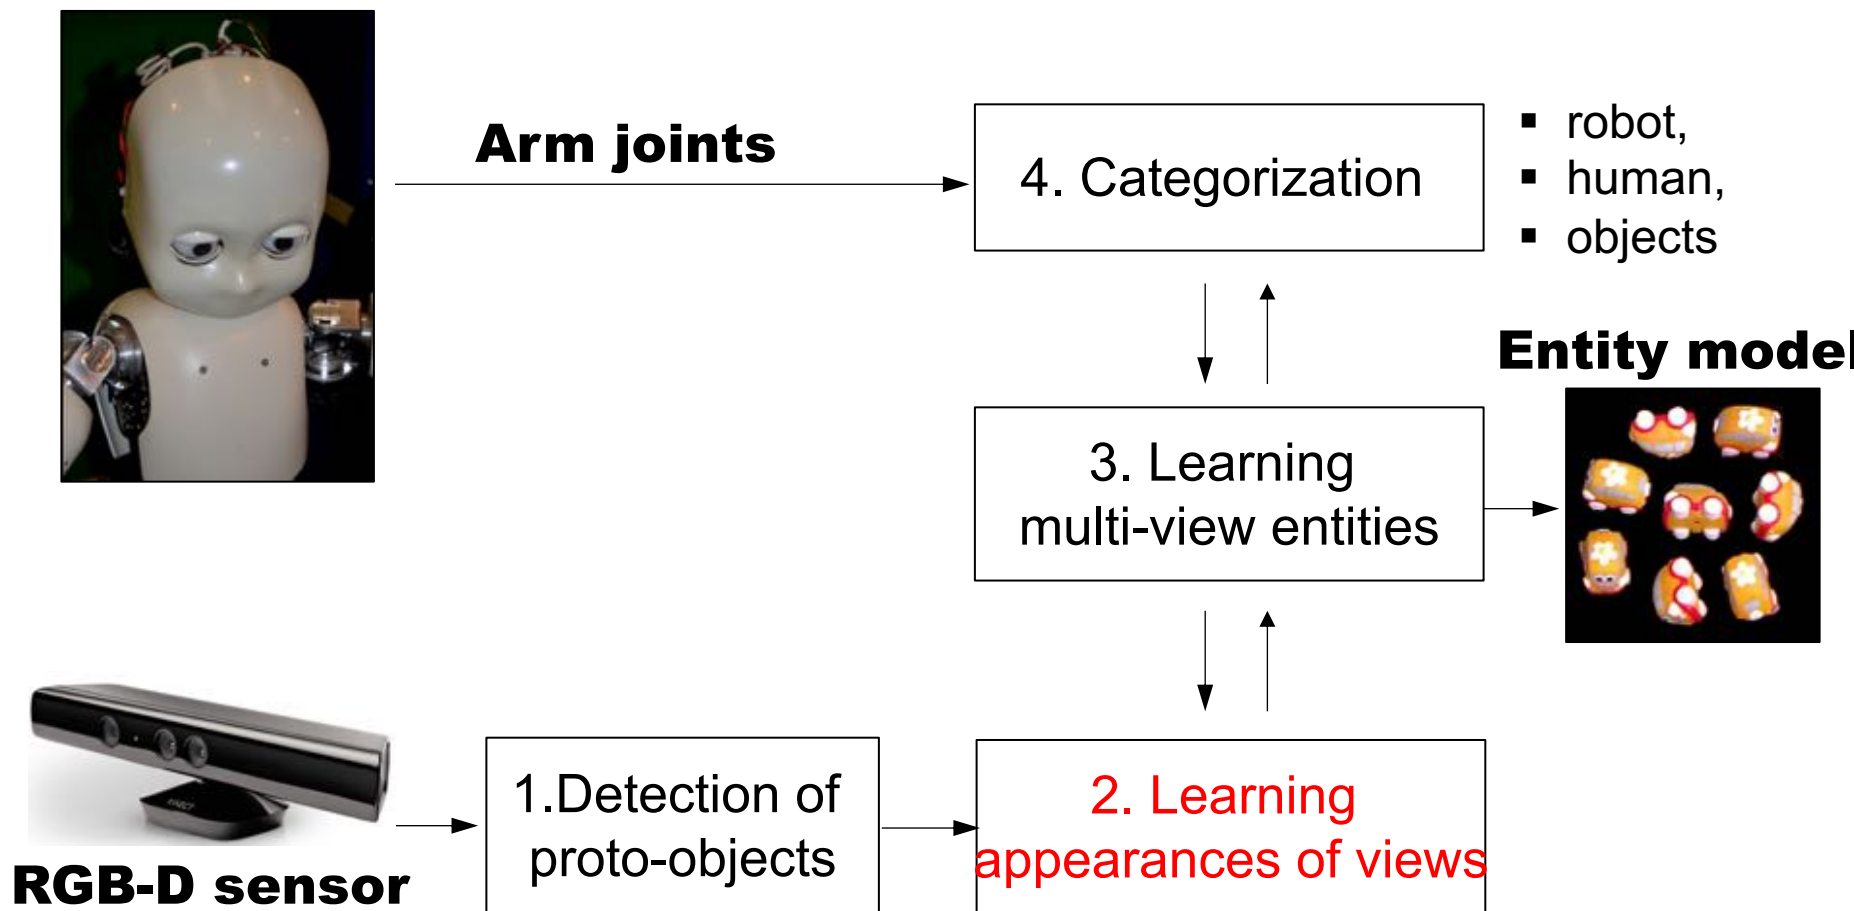 Arm joints
4. Categorization
▪ robot,
▪ human,
▪ objects
Entity model
3. Learning
multi-view entities
1.Detection of
proto-objects
2. Learning
appearances of views
RGB-D sensor